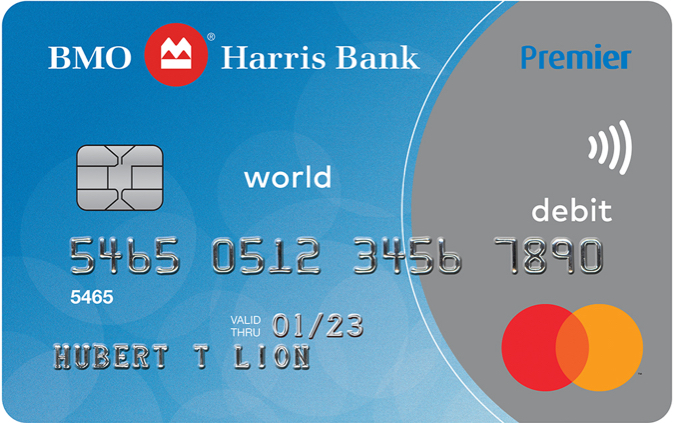 BMO ® Harris Bank Premier
world
debit
5465 0512 3456 7890
5465
VALID THRU 01/23
HUBERT T LION